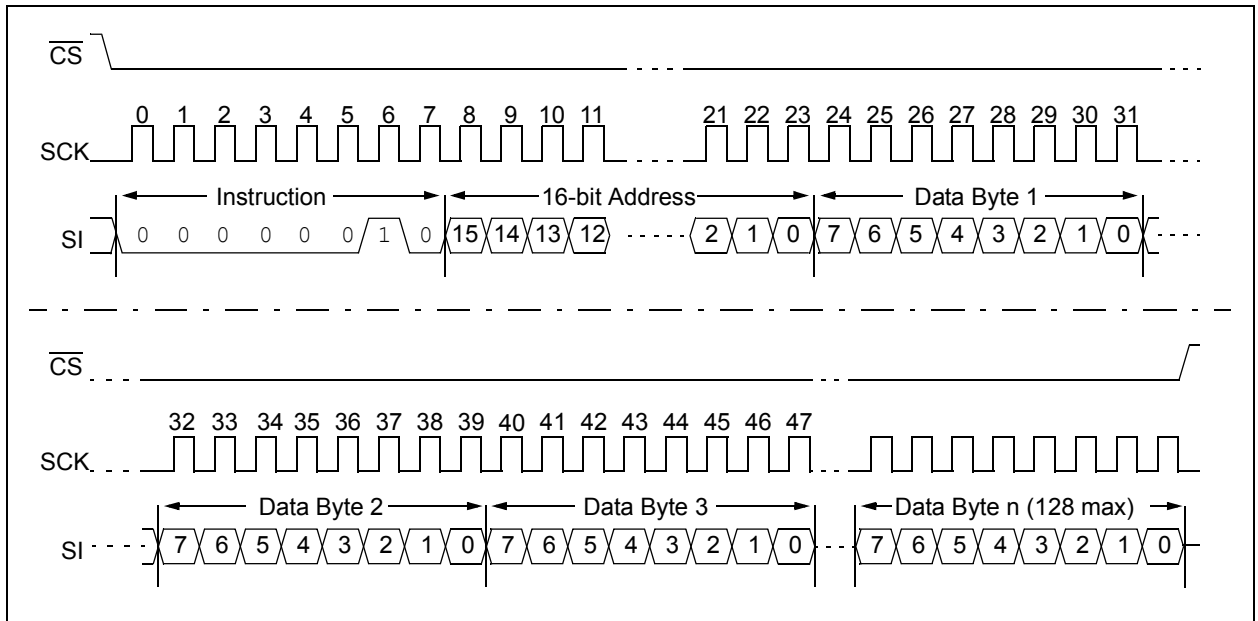 CS
0 1 2 3 4 5 6 7 8 9 10 11 21 22 23 24 25 26 27 28 29 30 31
SCK
Instruction 16-bit Address Data Byte 1
SI 0 0 0 0 0 0 1 0 15 14 13 12 2 1 0 7 6 5 4 3 2 1 0
CS
32 33 34 35 36 37 38 39 40 41 42 43 44 45 46 47
SCK
Data Byte 2 Data Byte 3 Data Byte n (128 max)
SI 7 6 5 4 3 2 1 0 7 6 5 4 3 2 1 0 7 6 5 4 3 2 1 0